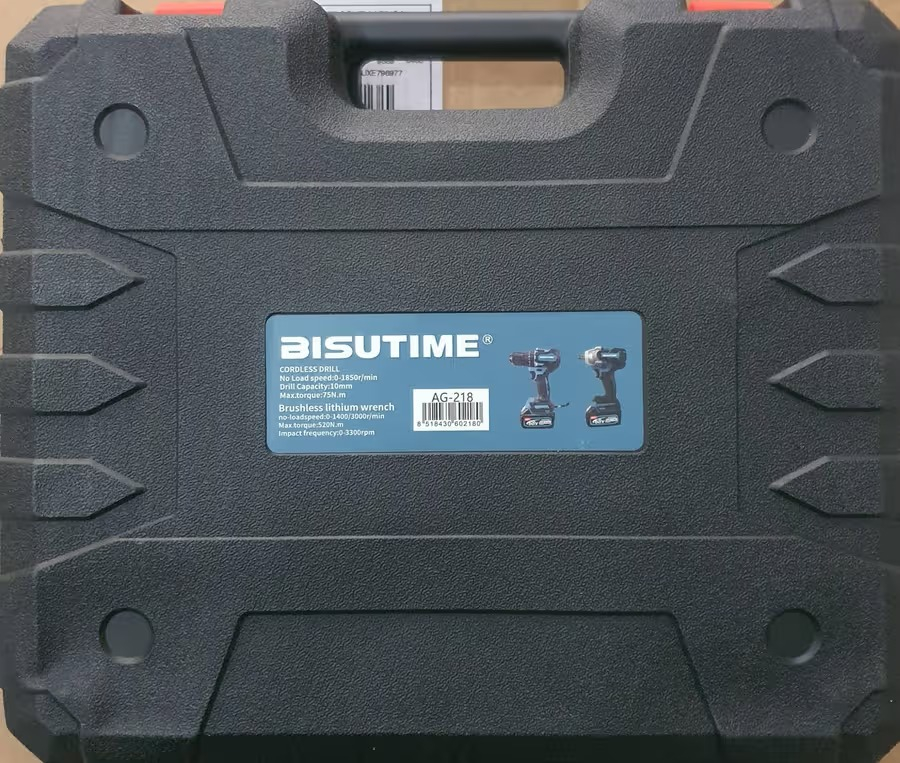 UXE796977
BISUTIME®
CORDLESS DRILL
No Load speed:0-1850r/min
Drill Capacity:10mm
Max.torque:75N.m
Brushless lithium wrench
no-loadspeed:0-1400/3000r/min
Max.torque:520N.m
Impact frequency:0-3300rpm
AG-218
8 518430 602180